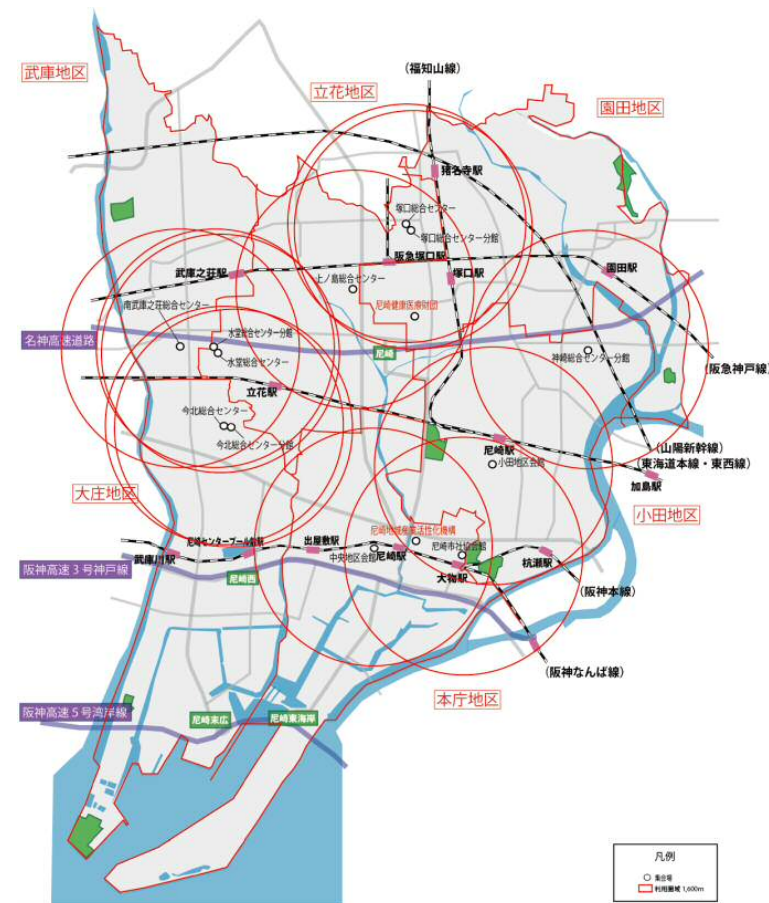 (福知山線)
武庫地区
立花地区
園田地区
猪名寺駅
塚口総合センター
塚口総合センター分館
阪急塚口駅
武庫之荘駅
上ノ島総合センター
塚口駅
園田駅
南武庫之荘総合センター
尼崎健康医療財団
名神高速道路
水堂総合センター分館
尼崎
水堂総合センター
神崎総合センター分館
(阪急神戸線)
立花駅
今北総合センター
今北総合センター分館
尼崎駅
(山陽新幹線)
(東海道本線・東西線)
小田地区会館
加島駅
大庄地区
小田地区
尼崎センタープール前駅
出屋敷駅
尼崎地域産業活性化機構
武庫川駅
中央地区会館
尼崎駅
尼崎市社協会館
杭瀬駅
大物駅
阪神高速3号神戸線
尼崎西
(阪神本線)
(阪神なんば線)
本庁地区
阪神高速5号湾岸線
尼崎末広
尼崎東海岸
凡例
集会場
利用圏域 1,600m